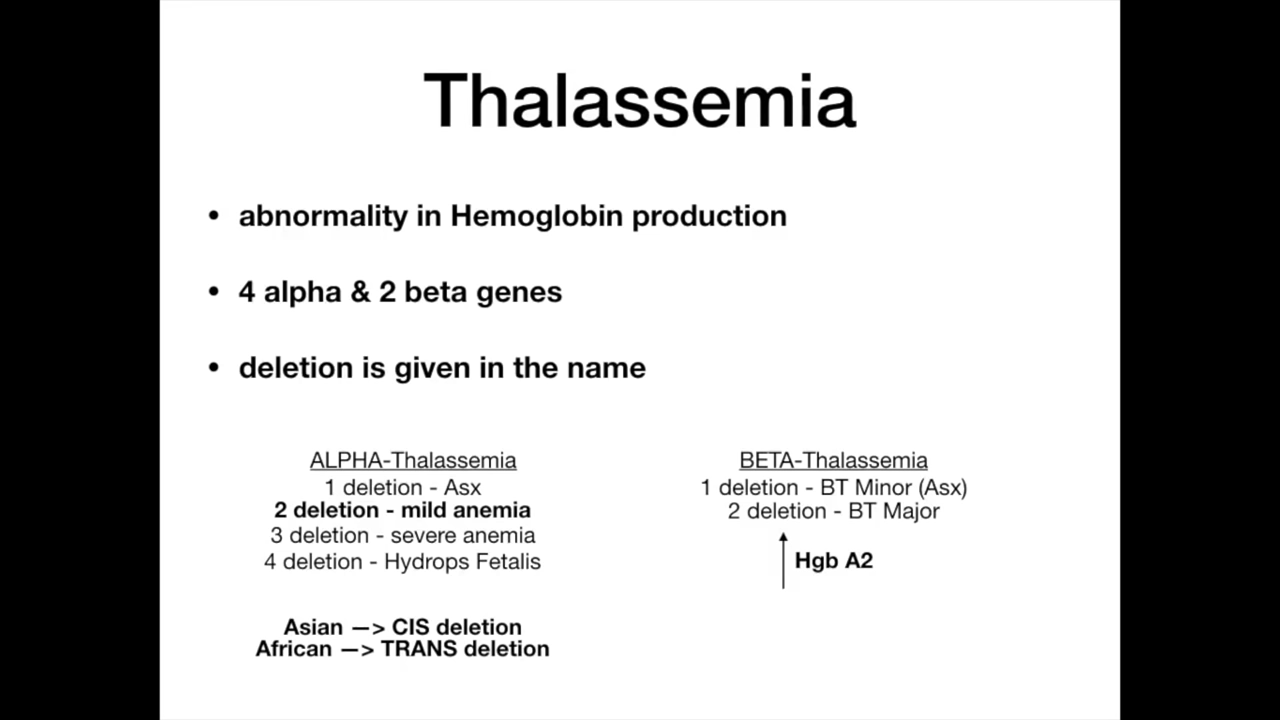 Thalassemia
• abnormality in Hemoglobin production
• 4 alpha & 2 beta genes
• deletion is given in the name
ALPHA-Thalassemia
1 deletion - Asx
2 deletion - mild anemia
3 deletion - severe anemia
4 deletion - Hydrops Fetalis
Asian —> CIS deletion
African —> TRANS deletion
BETA-Thalassemia
1 deletion - BT Minor (Asx)
2 deletion - BT Major
Hgb A2